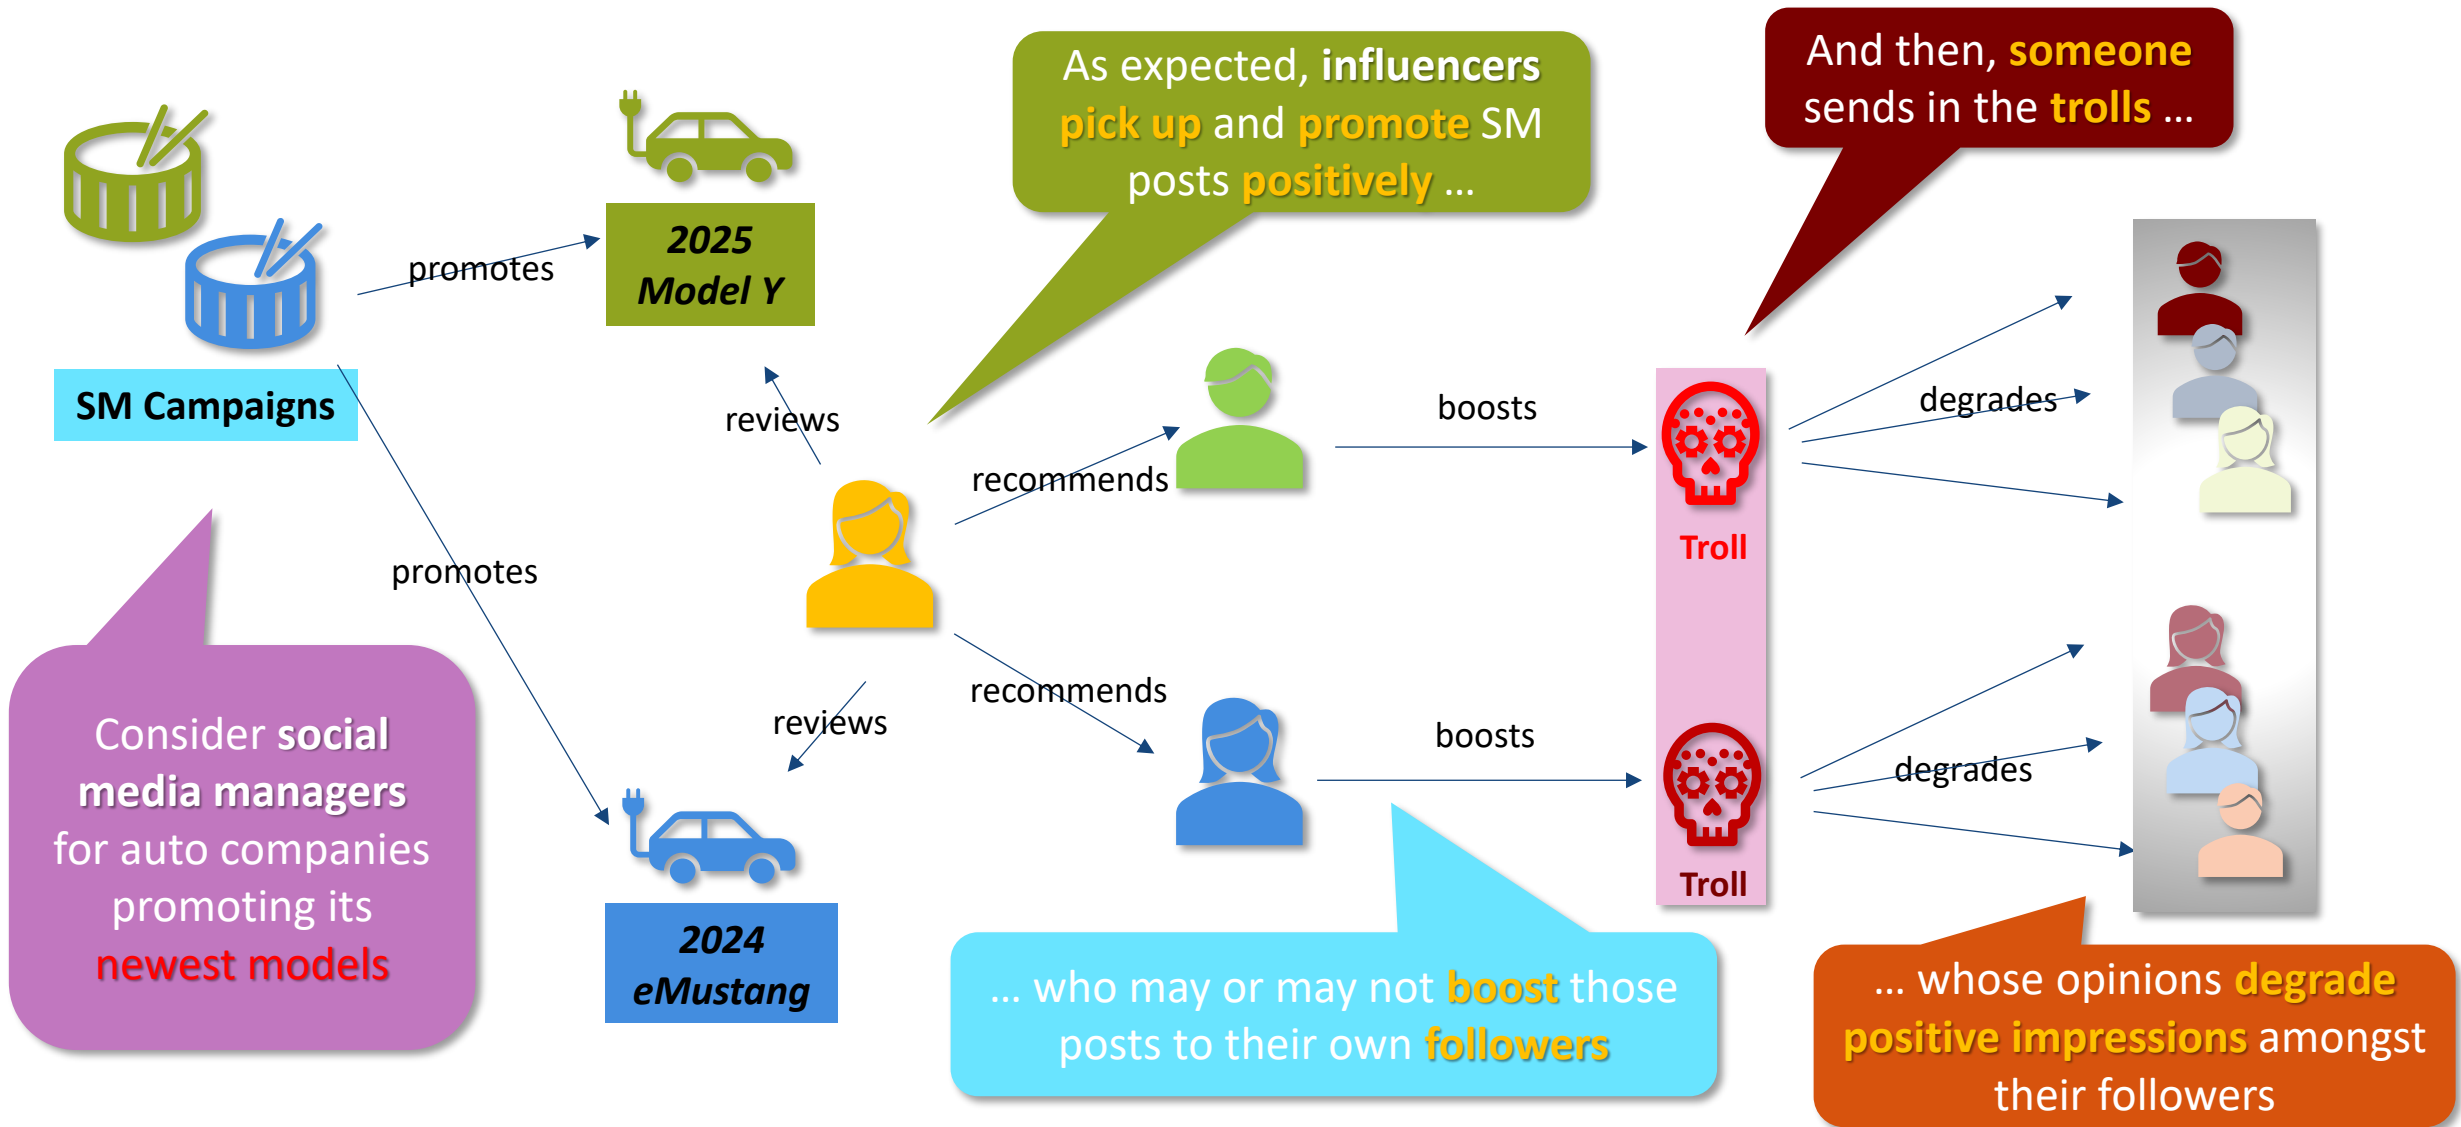 As expected, influencers
pick up and promote SM
posts positively ...
And then, someone
sends in the trolls ...
promotes
2025
Model Y
SM Campaigns
reviews
recommends
boosts
degrades
Troll
promotes
Consider social
media managers
for auto companies
promoting its
newest models
reviews
recommends
boosts
degrades
Troll
2024
eMustang
... who may or may not boost those
posts to their own followers
... whose opinions degrade
positive impressions amongst
their followers